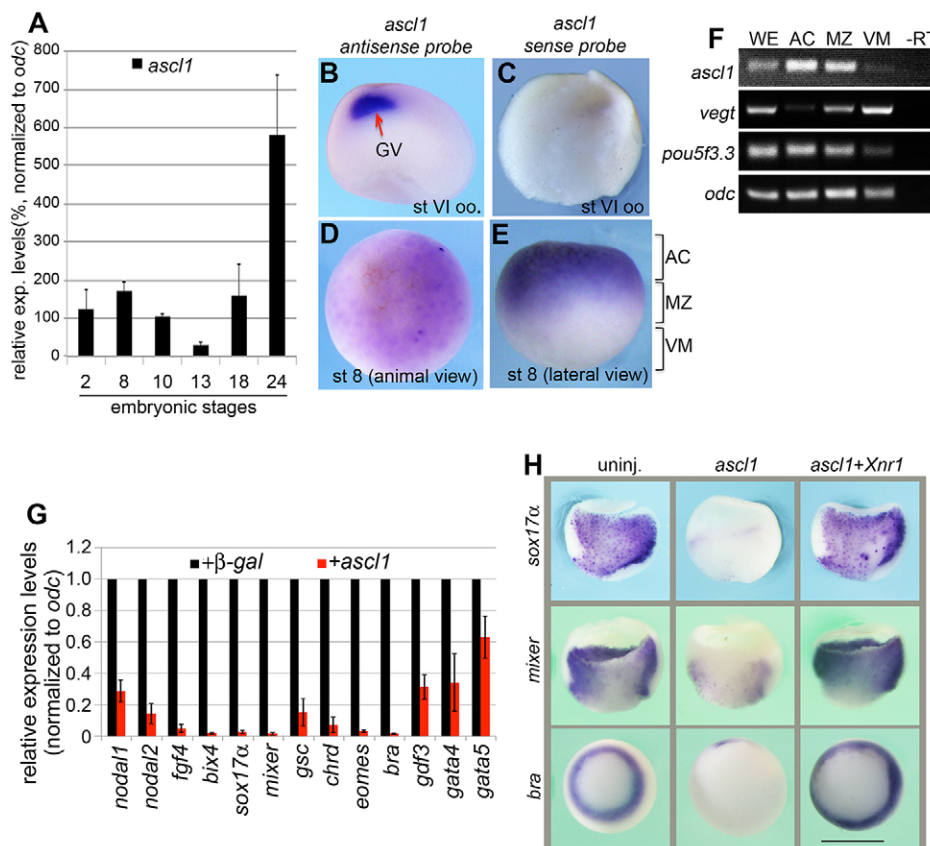 A
relative exp. levels(%, normalized to odc)
800
700
600
500
400
300
200
100
0
ascl1
2 8 10 13 18 24
embryonic stages
ascl1
antisense probe
ascl1
sense probe
B
GV
st VI oo.
C
st VI oo
D
st 8 (animal view)
E
st 8 (lateral view)
AC
MZ
VM
F
WE AC MZ VM -RT
ascl1
vegt
pou5f3.3
odc
G
relative expression levels
(normalized to odc)
1.2
1.0
0.8
0.6
0.4
0.2
0
+β-gal +ascl1
nodal1
nodal2
fgf4
bix4
sox17α
mixer
gsc
chrd
eomes
bra
gdf3
gata4
gata5
H
uninj. ascl1 ascl1+Xnr1
sox17α
mixer
bra